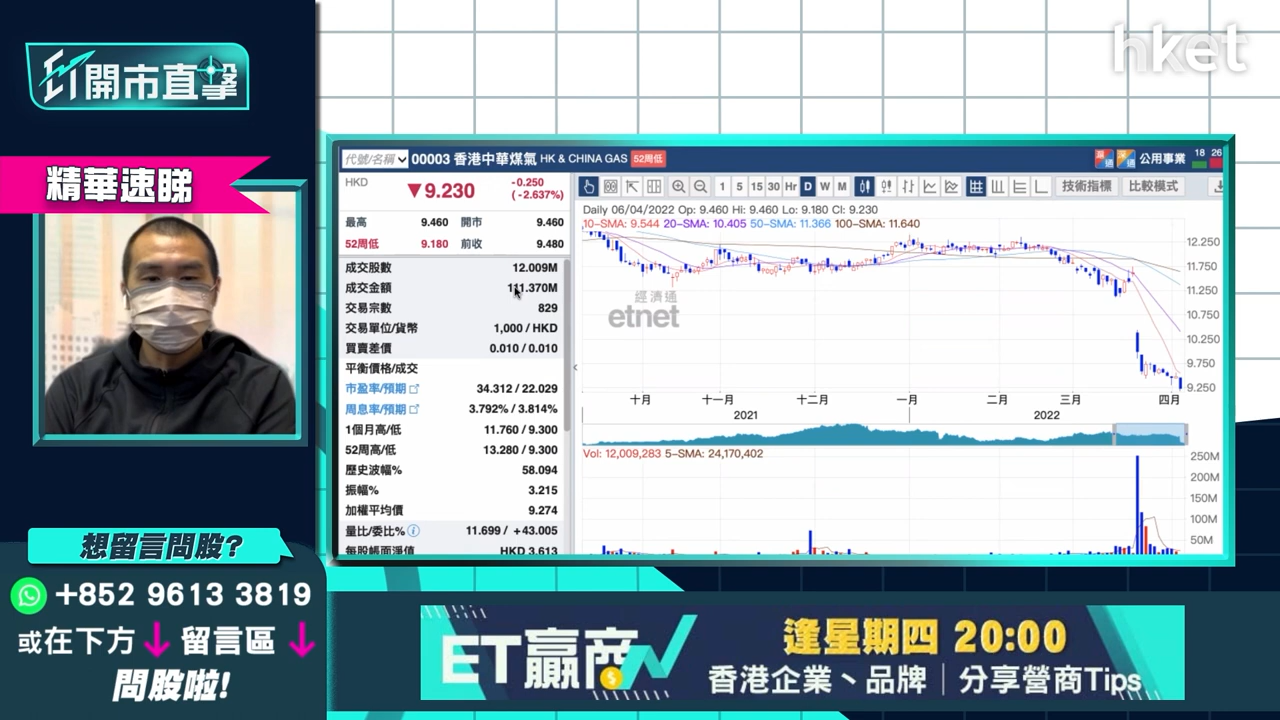 hket
ET開市直擊
精華速睇
代號/名稱 00003 香港中華煤氣 HK & CHINA GAS 52周低
滬通 深通 公用事業 18 26
HKD
▼9.230 -0.250
(-2.637%)
最高 9.460 開市 9.460
52周低 9.180 前收 9.480
成交股數 12.009M
成交金額 111.370M
交易宗數 829
交易單位/貨幣 1,000 / HKD
買賣差價 0.010 / 0.010
平衡價格/成交
市盈率/預期 34.312 / 22.029
周息率/預期 3.792% / 3.814%
1個月高/低 11.760 / 9.300
52周高/低 13.280 / 9.300
歷史波幅% 58.094
振幅% 3.215
加權平均價 9.274
量比/委比% 11.699 / +43.005
每股帳面淨值 HKD 3.613
1 5 15 30 Hr D W M 技術指標 比較模式
Daily 06/04/2022 Op: 9.460 Hi: 9.460 Lo: 9.180 Cl: 9.230
10-SMA: 9.544 20-SMA: 10.405 50-SMA: 11.366 100-SMA: 11.640
12.250
11.750
11.250
10.750
10.250
9.750
9.250
經濟通
etnet
十月 十一月 十二月 一月 二月 三月 四月
2021 2022
Vol: 12,009,283 5-SMA: 24,170,402
250M
200M
150M
100M
50M
想留言問股?
+852 9613 3819
或在下方 留言區
問股啦!
ET贏商
逢星期四 20:00
香港企業、品牌｜分享營商Tips